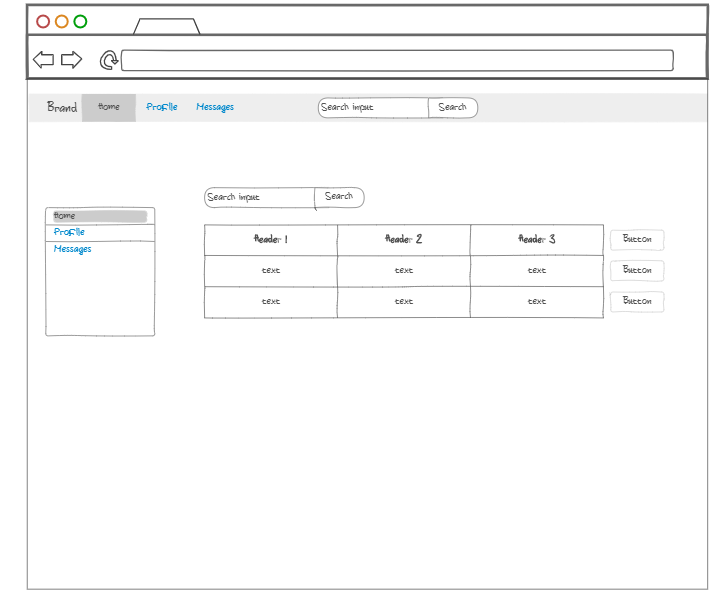 Brand Home Profile Messages Search input Search
Search input Search
Home
Profile
Messages
Header 1 Header 2 Header 3 Button
text text text Button
text text text Button